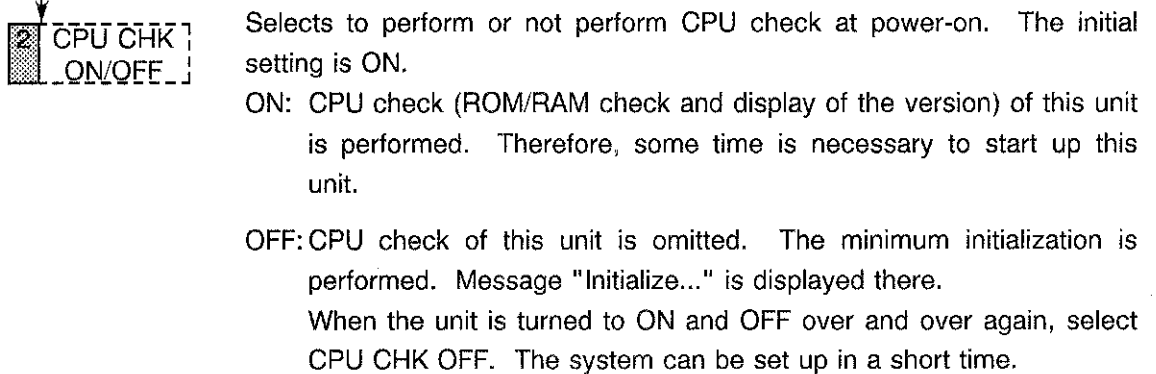 2 CPU CHK
ON/OFF
Selects to perform or not perform CPU check at power-on. The initial
setting is ON.
ON: CPU check (ROM/RAM check and display of the version) of this unit
is performed. Therefore, some time is necessary to start up this
unit.
OFF: CPU check of this unit is omitted. The minimum initialization is
performed. Message "Initialize..." is displayed there.
When the unit is turned to ON and OFF over and over again, select
CPU CHK OFF. The system can be set up in a short time.